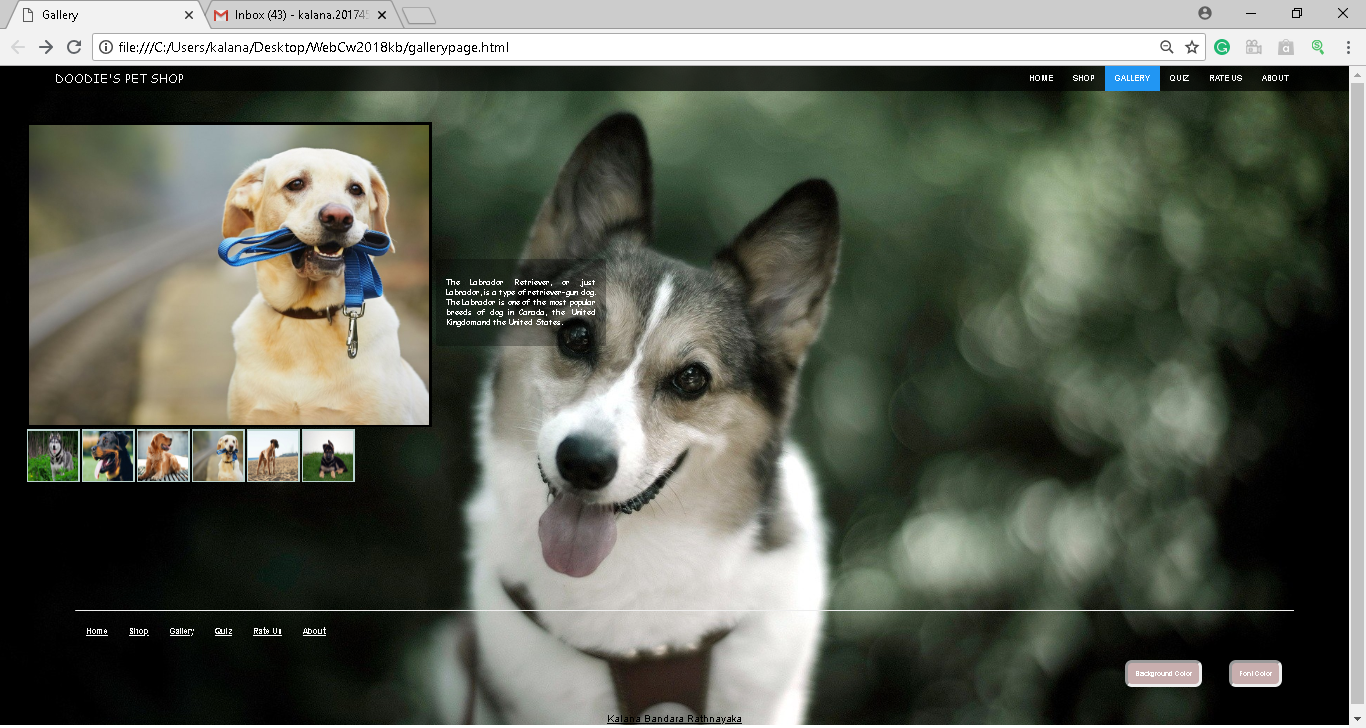 Gallery
Inbox (43) - kalana.20174
file:///C:/Users/kalana/Desktop/WebCw2018kb/gallerypage.html
DOODIE'S PET SHOP
HOME SHOP GALLERY QUIZ RATE US ABOUT
The Labrador Retriever, or just
Labrador, is a type of retriever-gun dog.
The Labrador is one of the most popular
breeds of dog in Canada, the United
Kingdom and the United States.
Home Shop Gallery Quiz Rate Us About
Background Color Font Color
Kalana Bandara Rathnayaka